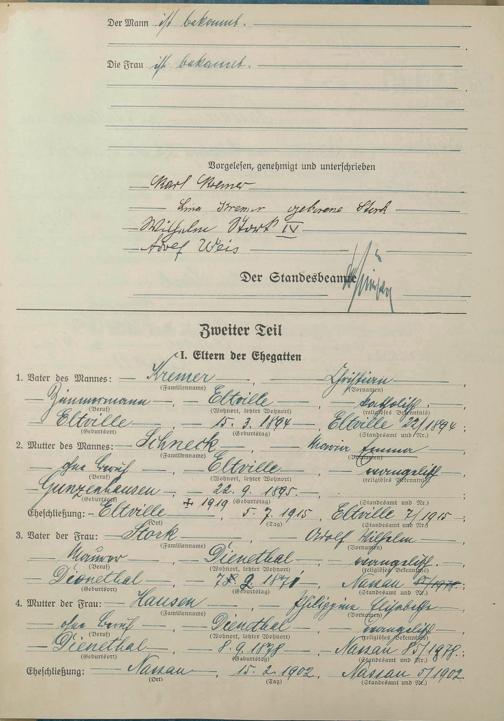 Der Mann ist bekannt.
Die Frau ist bekannt.
Vorgelesen, genehmigt und unterschrieben
Karl Kremer
Kremer geborene Stork
Wilhelm Stork IV
Adolf Weis
Der Standesbeamte
Zweiter Teil
I. Eltern der Ehegatten
1. Vater des Mannes: Kremer, Christian
(Familienname) (Vornamen)
Zimmermann, Eltville, katholisch
(Beruf) (Wohnort, letzter Wohnort) (religiöses Bekenntnis)
Eltville 15. 3. 1894, Eltville 22/1894;
(Geburtsort) (Geburtstag) (Standesamt und Nr.)
2. Mutter des Mannes: Schneck, Maria Emma
(Familienname) (Vornamen)
ohne Beruf, Eltville, evangelisch
(Beruf) (Wohnort, letzter Wohnort) (religiöses Bekenntnis)
Gunzenhausen 22. 9. 1895.
(Geburtsort) + 1919 (Geburtstag) (Standesamt und Nr.)
Eheschließung: Eltville, 5. 7. 1915, Eltville 7/1915;
(Ort) (Tag) (Standesamt und Nr.)
3. Vater der Frau: Stork, Adolf Wilhelm
(Familienname) (Vornamen)
Maurer, Dienethal, evangelisch
(Beruf) (Wohnort, letzter Wohnort) (religiöses Bekenntnis)
Dienethal Nassau
(Geburtsort) (Geburtstag) (Standesamt und Nr.)
4. Mutter der Frau: Hausen, Philippine Elisabethe
(Familienname) (Vornamen)
ohne Beruf, Dienethal, evangelisch
(Beruf) (Wohnort, letzter Wohnort) (religiöses Bekenntnis)
Dienethal 8. 9. 1878, Nassau 85/1878;
(Geburtsort) (Geburtstag) (Standesamt und Nr.)
Eheschließung: Nassau, 15. 2. 1902, Nassau 5/1902
(Ort) (Tag) (Standesamt und Nr.)